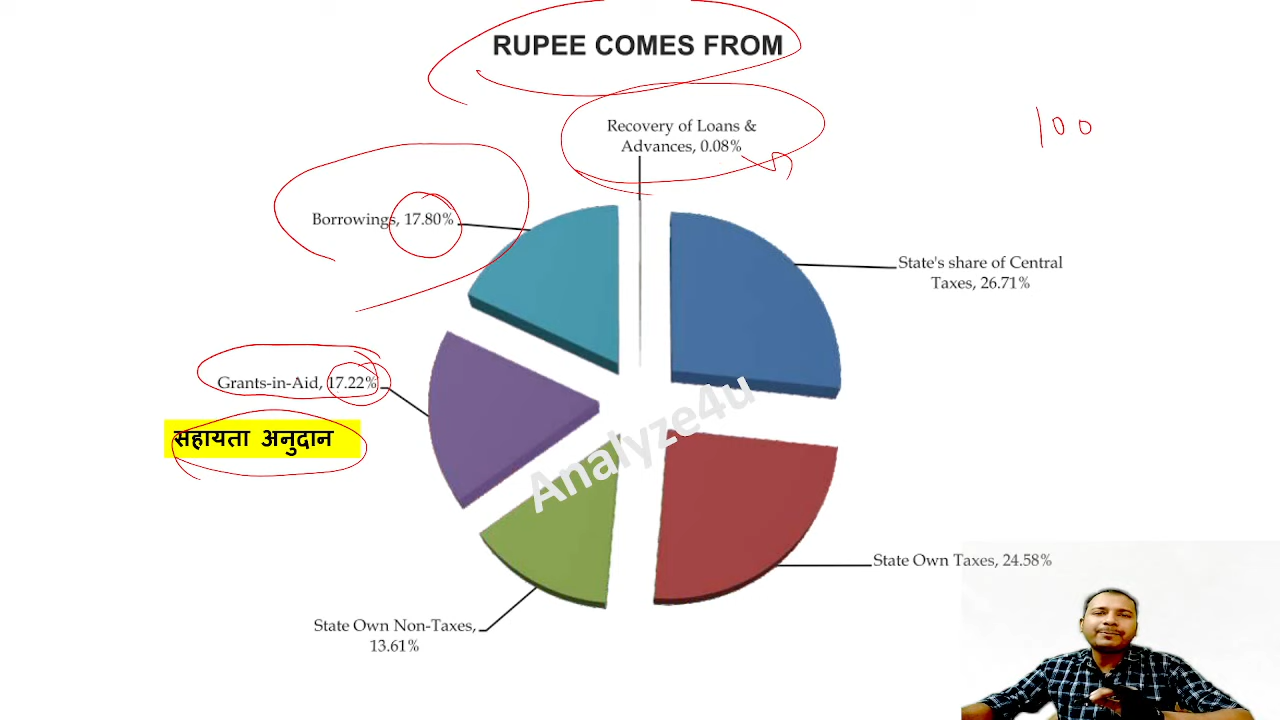 RUPEE COMES FROM
Recovery of Loans &
Advances, 0.08%
100
Borrowings, 17.80%
State's share of Central
Taxes, 26.71%
Grants-in-Aid, 17.22%
सहायता अनुदान
Analyze4u
State Own Taxes, 24.58%
State Own Non-Taxes,
13.61%